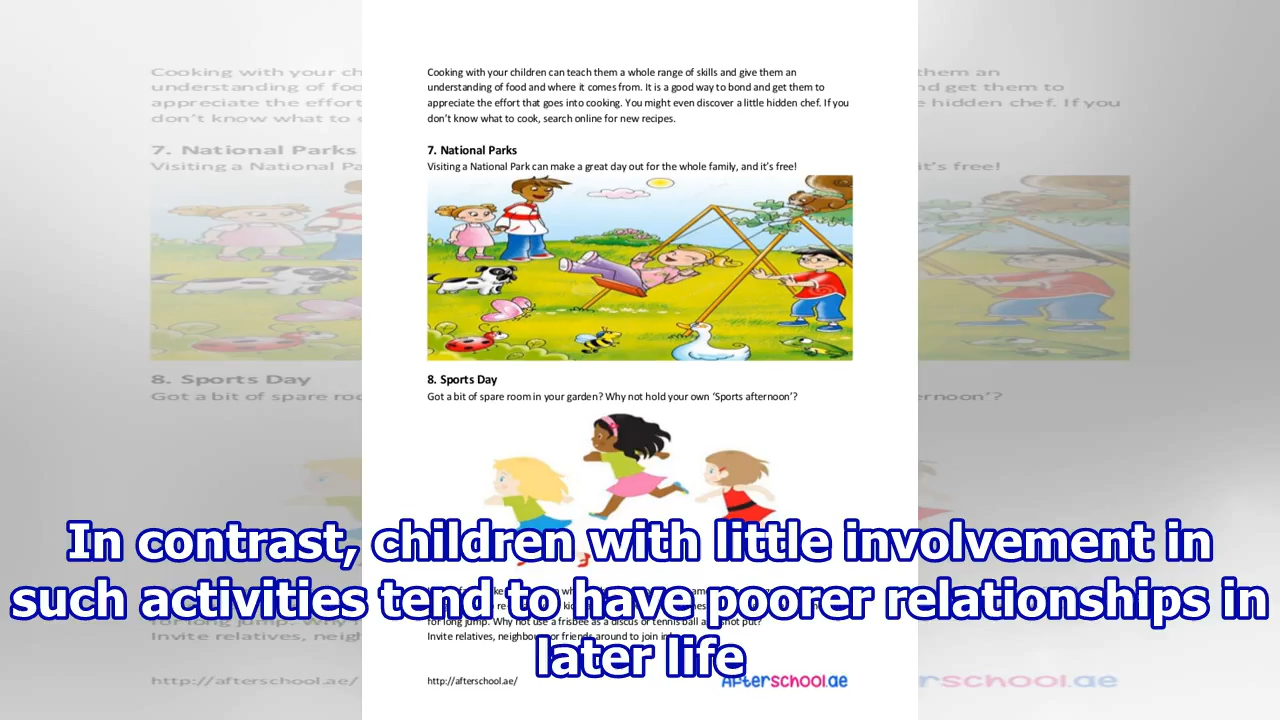 Cooking with your children can teach them a whole range of skills and give them an
understanding of food and where it comes from. It is a good way to bond and get them to
appreciate the effort that goes into cooking. You might even discover a little hidden chef. If you
don't know what to cook, search online for new recipes.
7. National Parks
Visiting a National Park can make a great day out for the whole family, and it's free!
8. Sports Day
Got a bit of spare room in your garden? Why not hold your own 'Sports afternoon'?
In contrast, children with little involvement in
such activities tend to have poorer relationships in
later life
for long jump. Why not use a frisbee as a discus or tennis ball as shot put?
Invite relatives, neighbours or friends around to join in
http://afterschool.ae/
Afterschool.ae